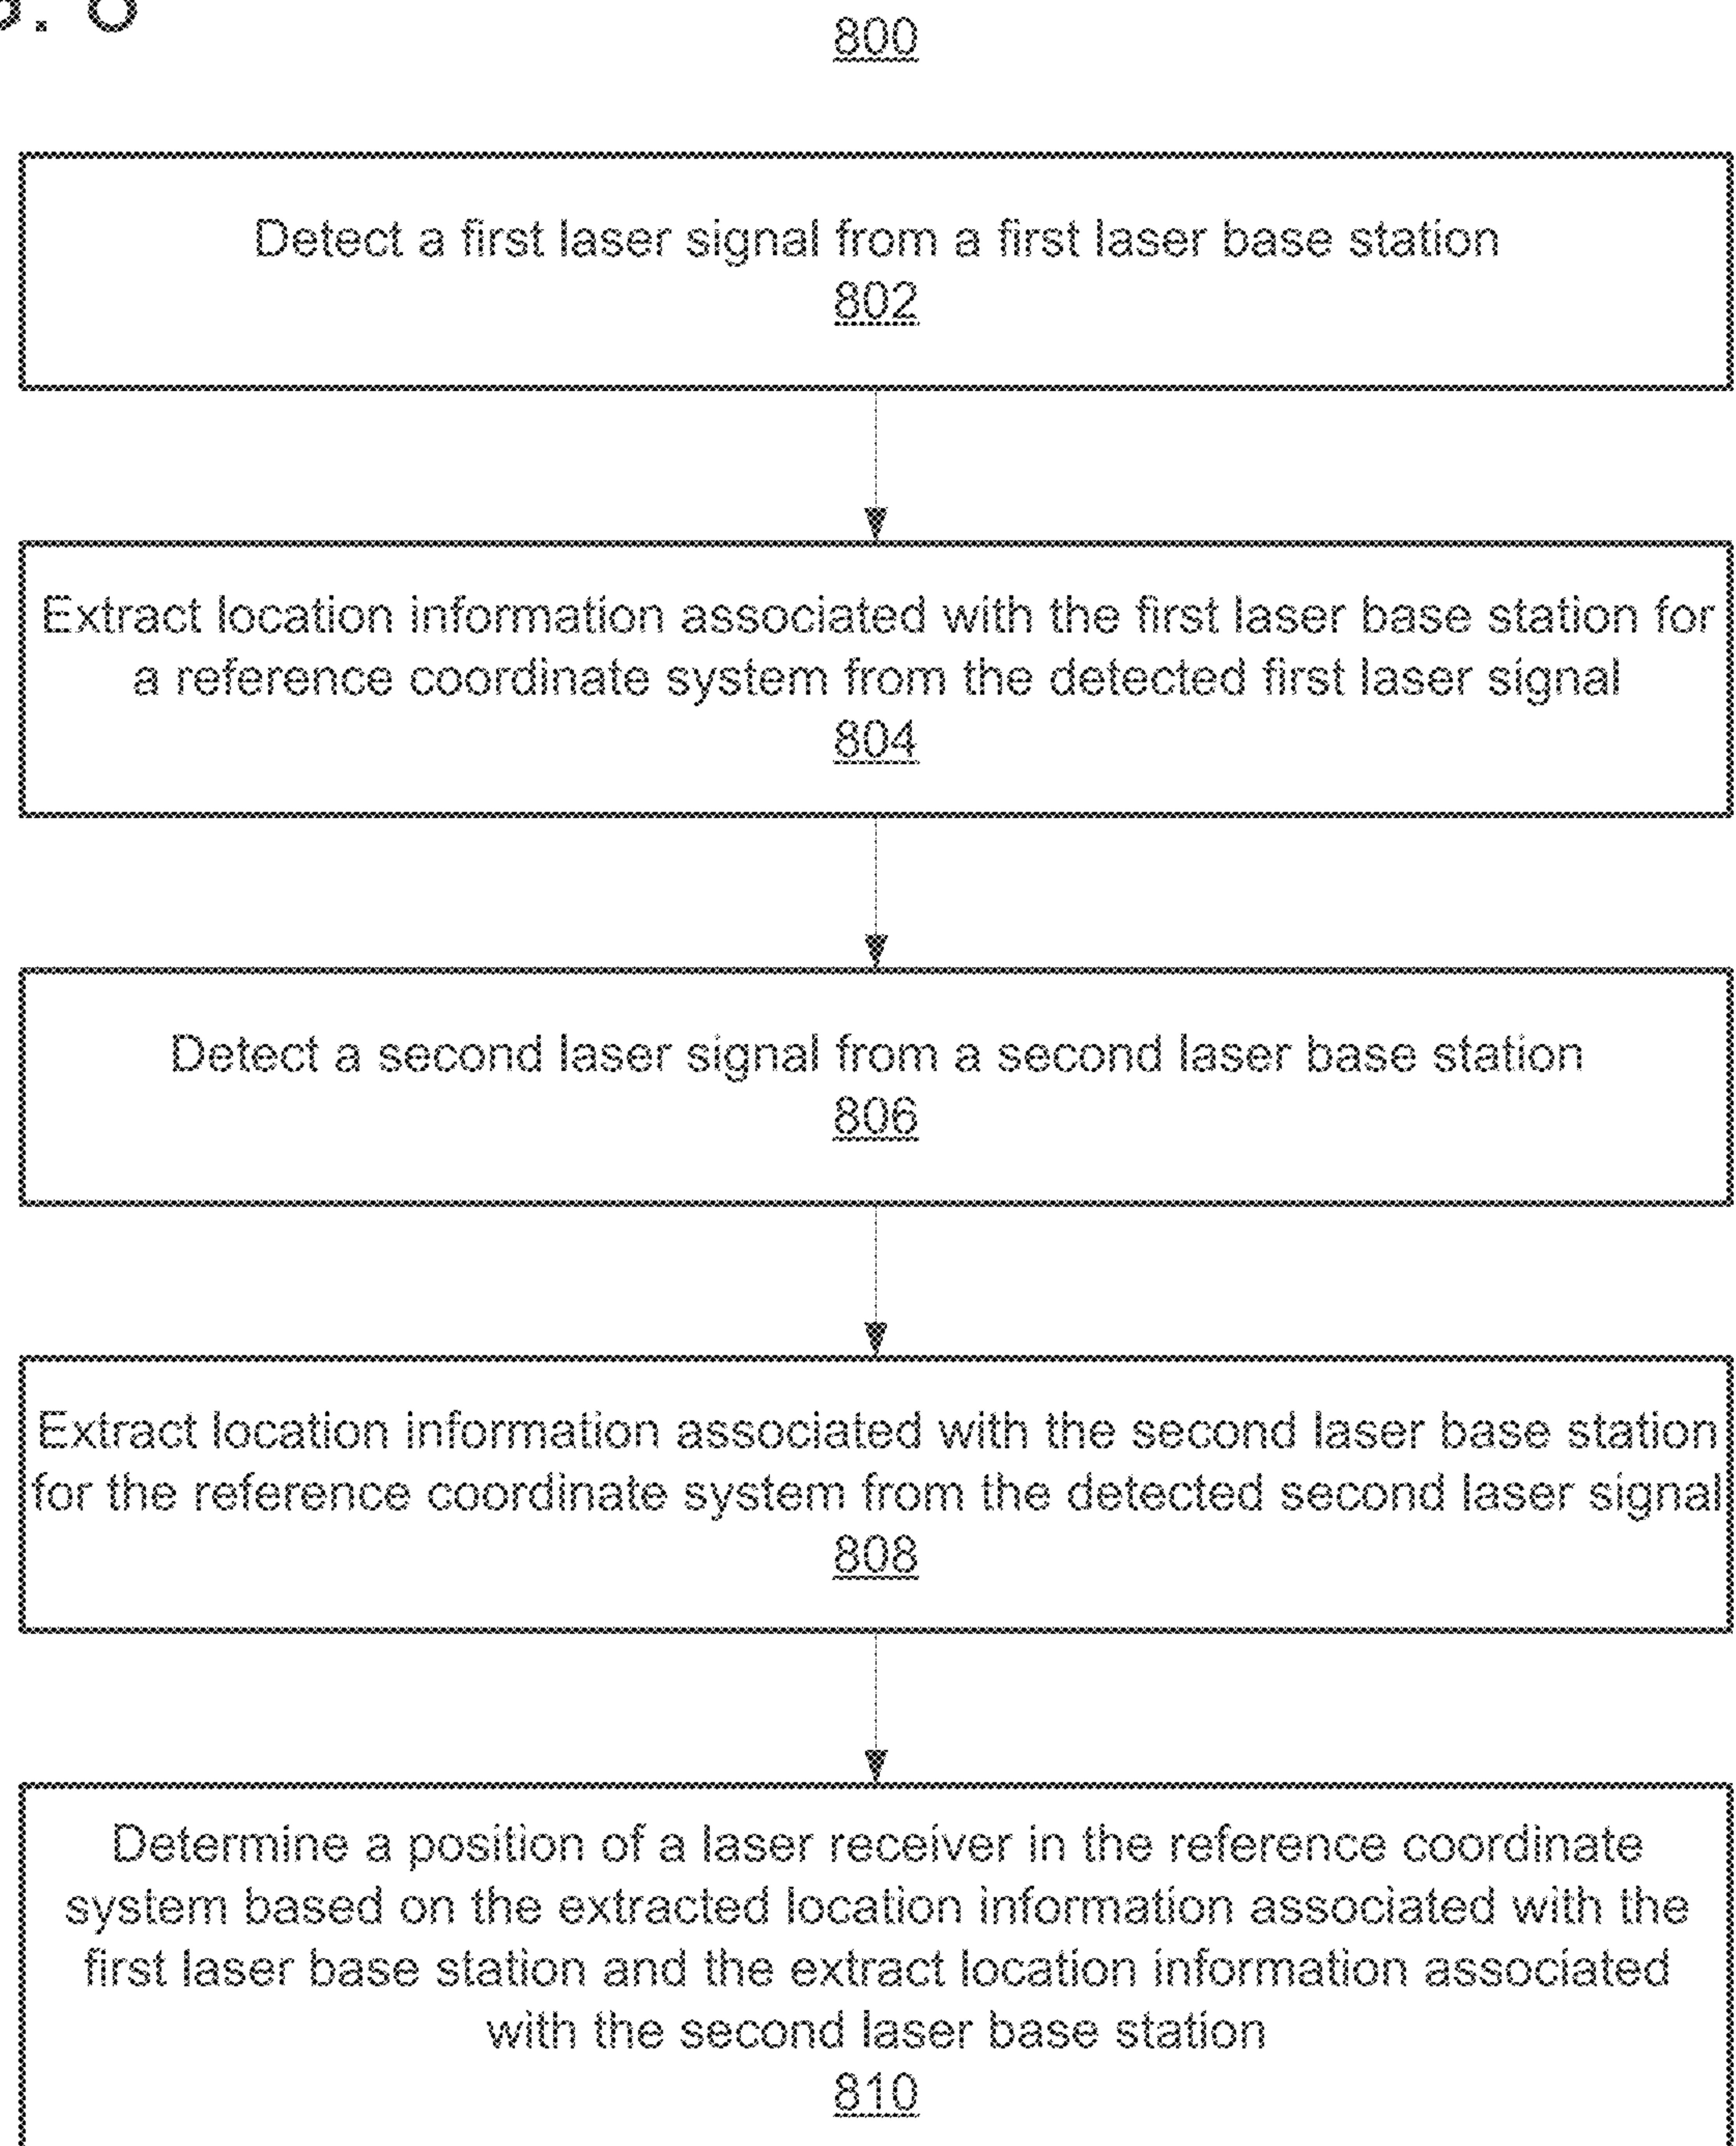 . 8
800
Detect a first laser signal from a first laser base station
802
Extract location information associated with the first laser base station for
a reference coordinate system from the detected first laser signal
804
Detect a second laser signal from a second laser base station
806
Extract location information associated with the second laser base station
for the reference coordinate system from the detected second laser signal
808
Determine a position of a laser receiver in the reference coordinate
system based on the extracted location information associated with the
first laser base station and the extract location information associated
with the second laser base station
810